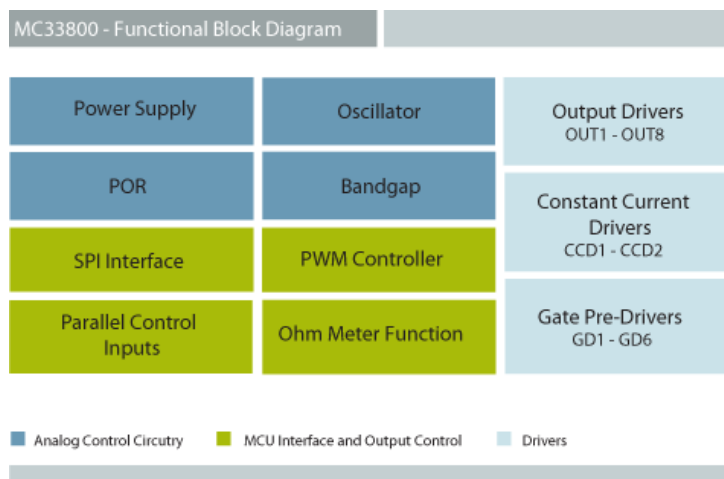 MC33800 - Functional Block Diagram
Power Supply
Oscillator
Output Drivers
OUT1 - OUT8
POR
Bandgap
Constant Current
Drivers
CCD1 - CCD2
SPI Interface
PWM Controller
Parallel Control
Inputs
Ohm Meter Function
Gate Pre-Drivers
GD1 - GD6
Analog Control Circutry
MCU Interface and Output Control
Drivers